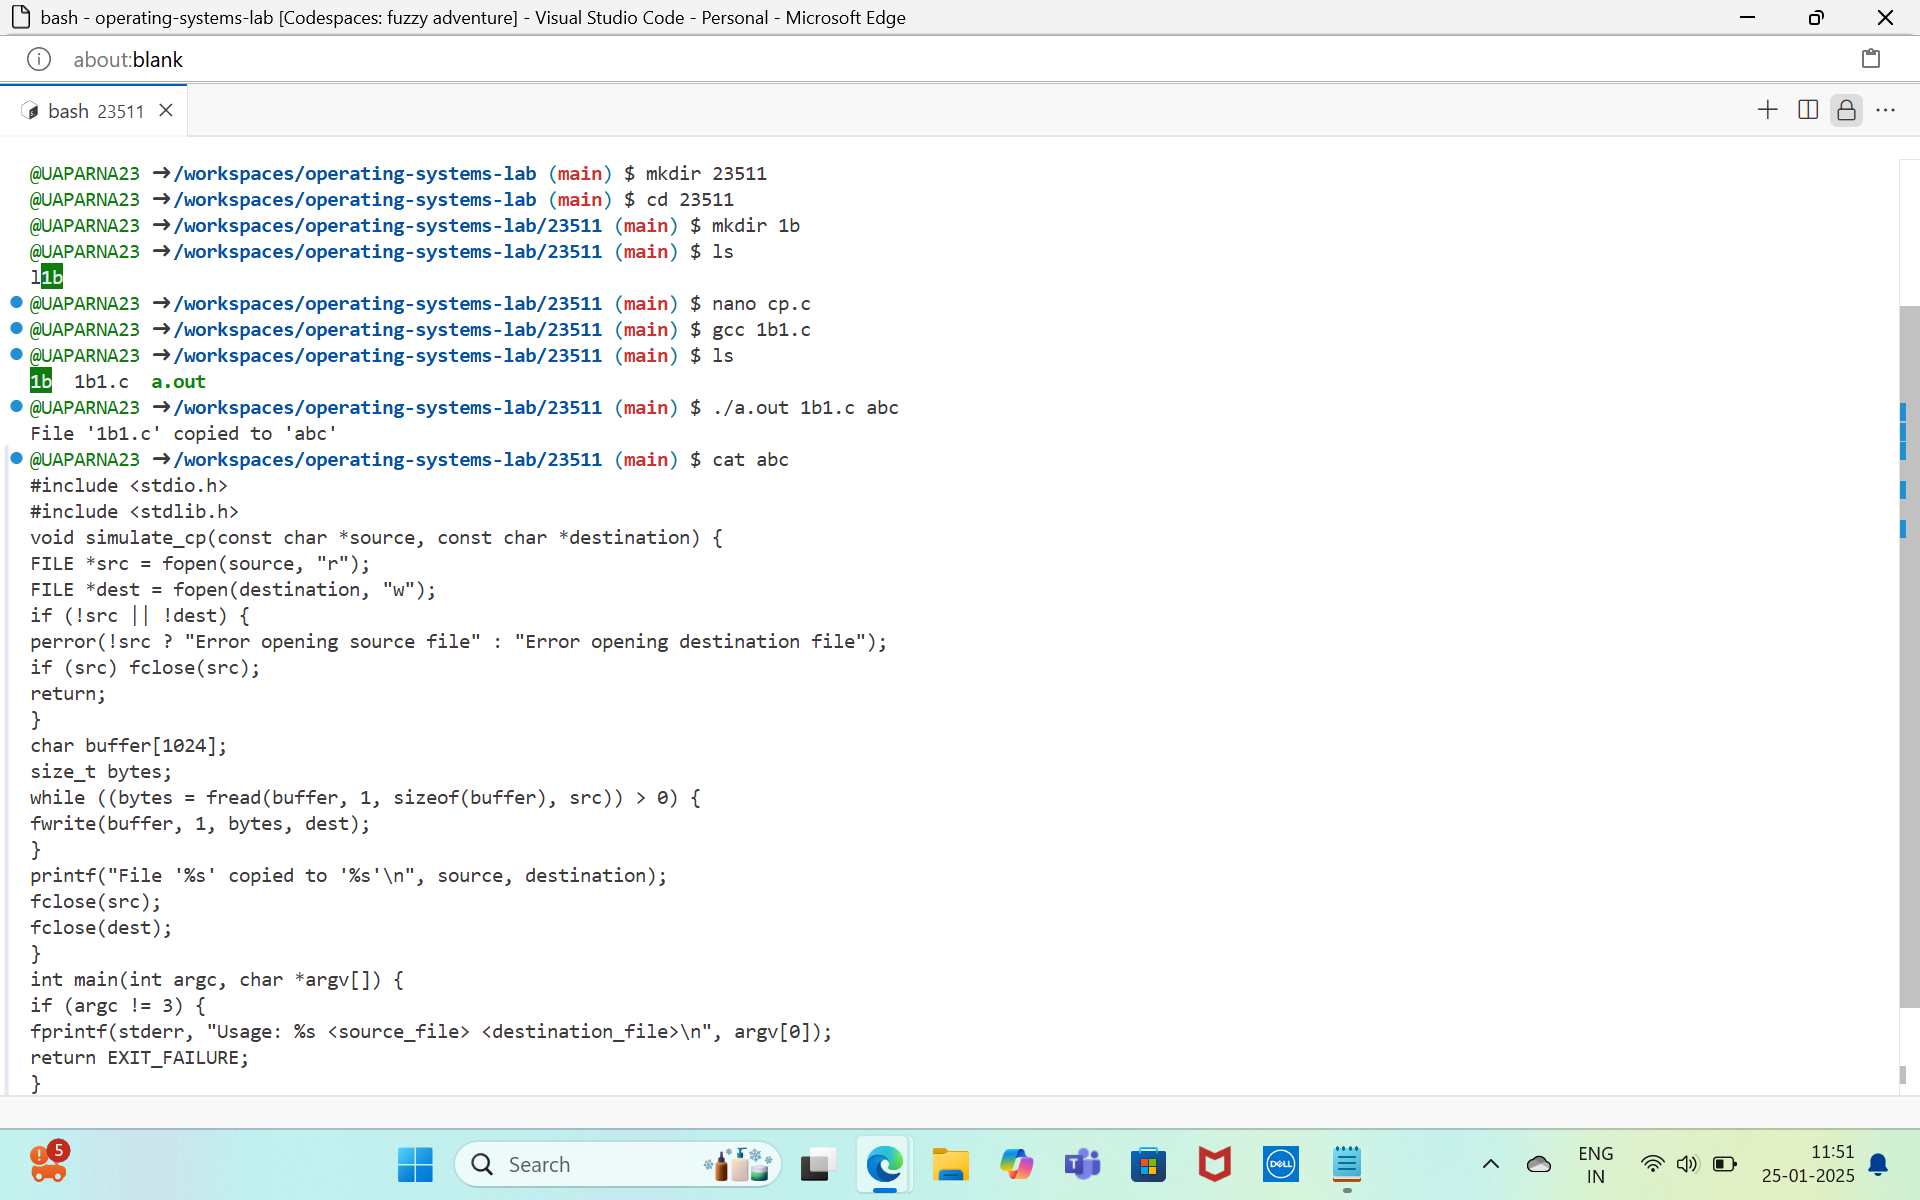 bash - operating-systems-lab [Codespaces: fuzzy adventure] - Visual Studio Code - Personal - Microsoft Edge
about:blank
bash 23511
@UAPARNA23 ➜/workspaces/operating-systems-lab (main) $ mkdir 23511
@UAPARNA23 ➜/workspaces/operating-systems-lab (main) $ cd 23511
@UAPARNA23 ➜/workspaces/operating-systems-lab/23511 (main) $ mkdir 1b
@UAPARNA23 ➜/workspaces/operating-systems-lab/23511 (main) $ ls
l1b
@UAPARNA23 ➜/workspaces/operating-systems-lab/23511 (main) $ nano cp.c
@UAPARNA23 ➜/workspaces/operating-systems-lab/23511 (main) $ gcc 1b1.c
@UAPARNA23 ➜/workspaces/operating-systems-lab/23511 (main) $ ls
1b  1b1.c  a.out
@UAPARNA23 ➜/workspaces/operating-systems-lab/23511 (main) $ ./a.out 1b1.c abc
File '1b1.c' copied to 'abc'
@UAPARNA23 ➜/workspaces/operating-systems-lab/23511 (main) $ cat abc
#include <stdio.h>
#include <stdlib.h>
void simulate_cp(const char *source, const char *destination) {
FILE *src = fopen(source, "r");
FILE *dest = fopen(destination, "w");
if (!src || !dest) {
perror(!src ? "Error opening source file" : "Error opening destination file");
if (src) fclose(src);
return;
}
char buffer[1024];
size_t bytes;
while ((bytes = fread(buffer, 1, sizeof(buffer), src)) > 0) {
fwrite(buffer, 1, bytes, dest);
}
printf("File '%s' copied to '%s'\n", source, destination);
fclose(src);
fclose(dest);
}
int main(int argc, char *argv[]) {
if (argc != 3) {
fprintf(stderr, "Usage: %s <source_file> <destination_file>\n", argv[0]);
return EXIT_FAILURE;
}
5
Search
DELL
ENG
IN
11:51
25-01-2025